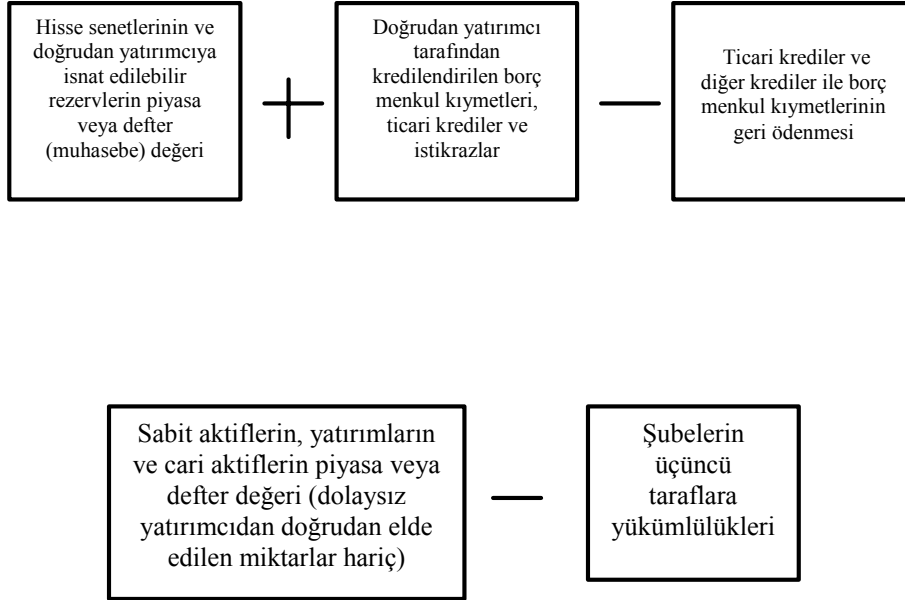 Hisse senetlerinin ve
doğrudan yatırımcıya
isnat edilebilir
rezervlerin piyasa
veya defter
(muhasebe) değeri
Doğrudan yatırımcı
tarafından
kredilendirilen borç
menkul kıymetleri,
ticari krediler ve
istikrazlar
Ticari krediler ve
diğer krediler ile borç
menkul kıymetlerinin
geri ödenmesi
Sabit aktiflerin, yatırımların
ve cari aktiflerin piyasa veya
defter değeri (dolaysız
yatırımcıdan doğrudan elde
edilen miktarlar hariç)
Şubelerin
üçüncü
taraflara
yükümlülükleri